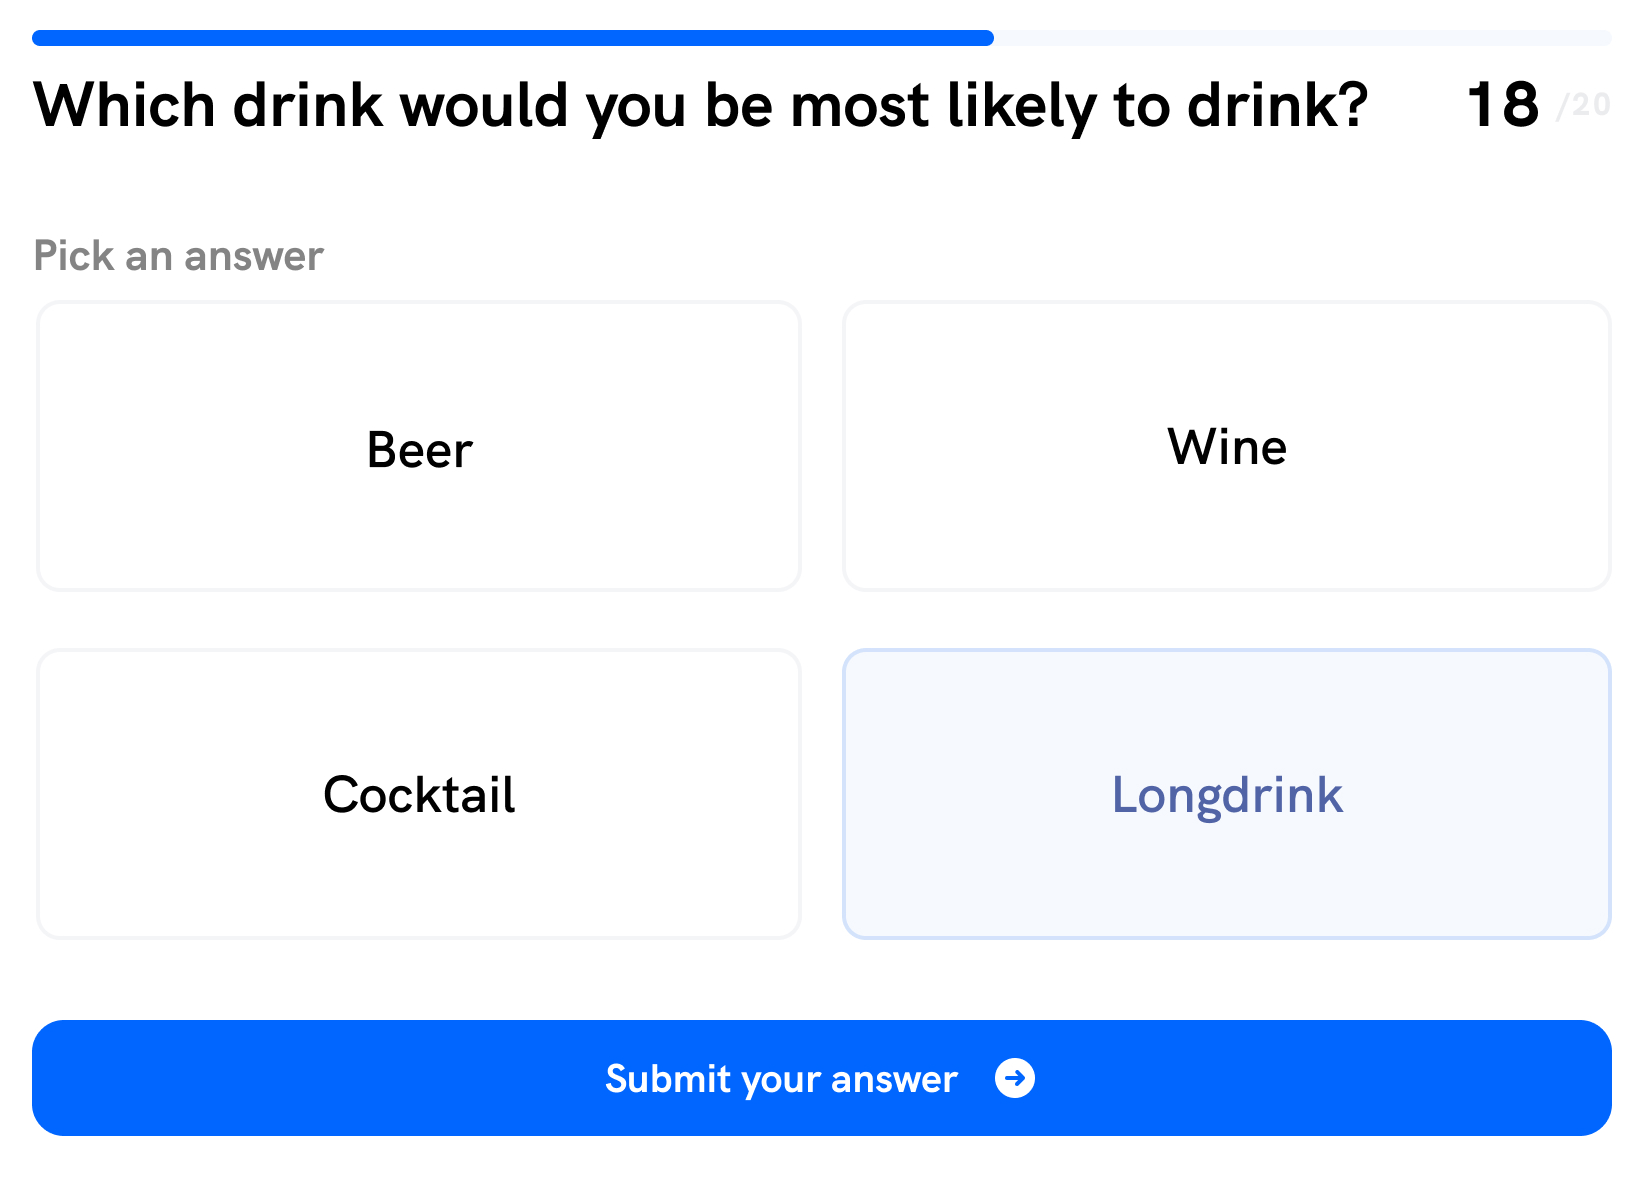 Which drink would you be most likely to drink? 18 /20
Pick an answer
Beer
Wine
Cocktail
Longdrink
Submit your answer